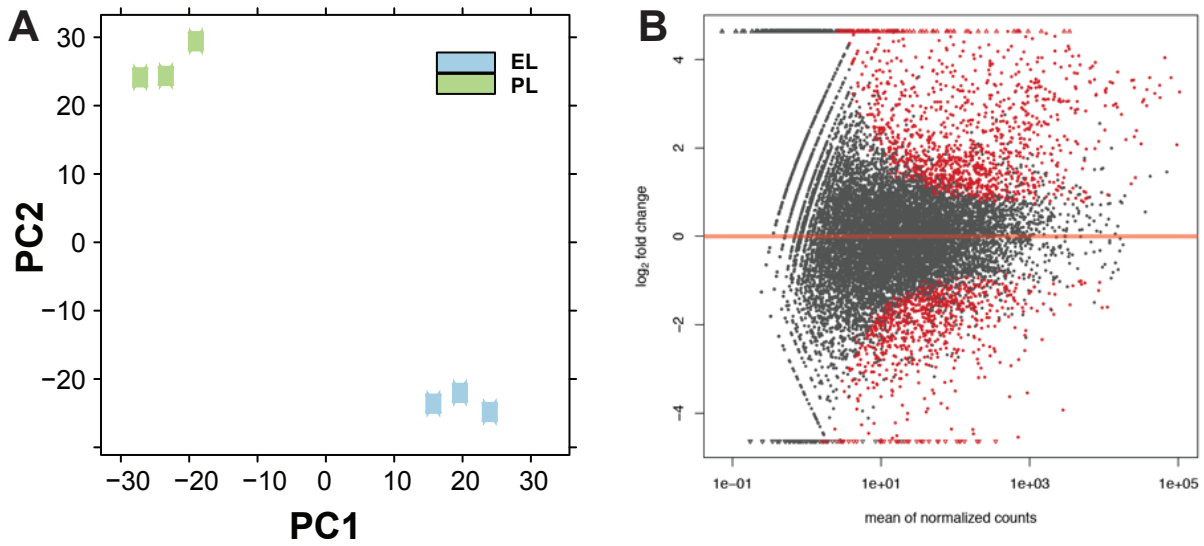 A
PC2
30
20
10
0
−10
−20
EL
PL
−30
−20
−10
0
10
20
30
PC1
B
log2 fold change
4
2
0
−2
−4
1e−01
1e+01
1e+03
1e+05
mean of normalized counts